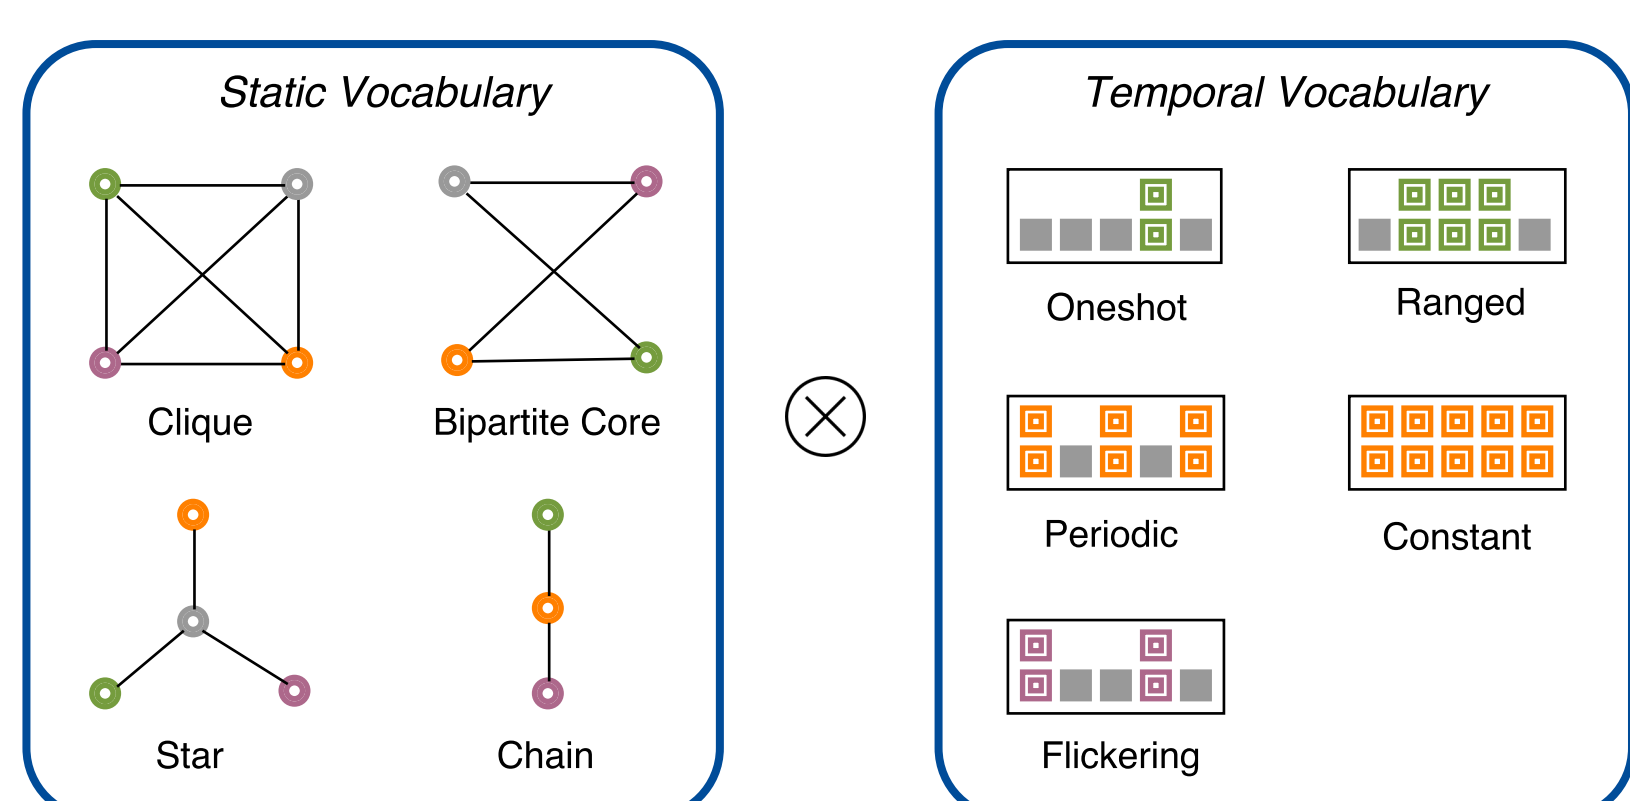 Static Vocabulary
Clique
Bipartite Core
Star
Chain
Temporal Vocabulary
Oneshot
Ranged
Periodic
Constant
Flickering